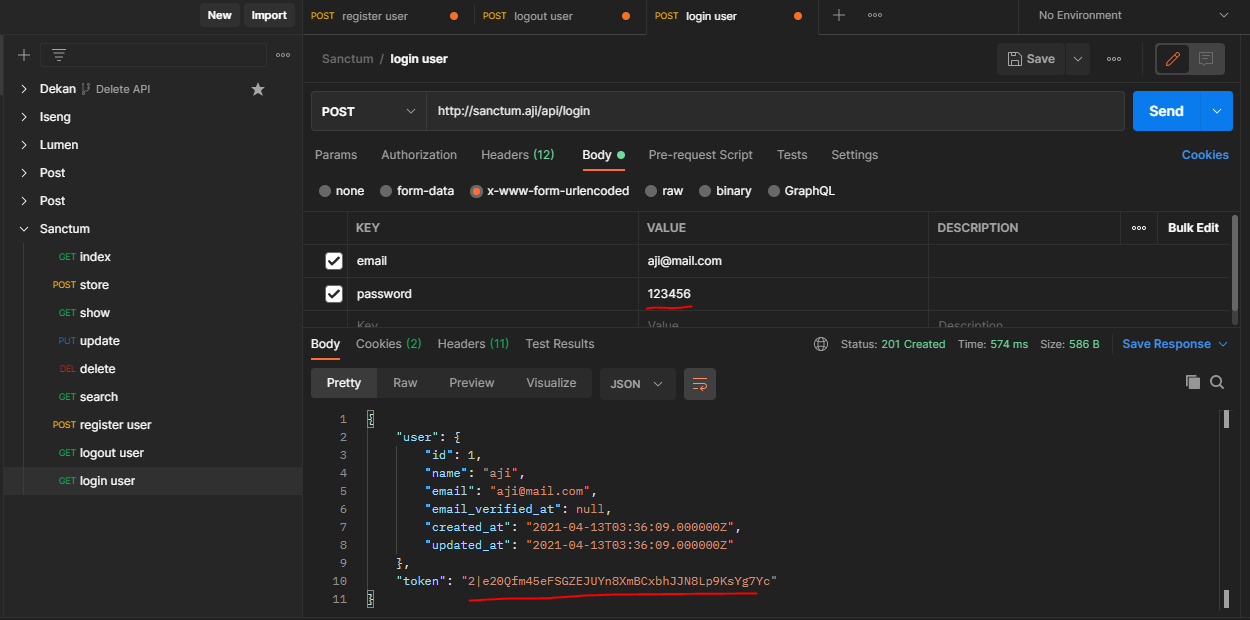 New Import POST register user POST logout user POST login user No Environment
Sanctum / login user Save
Dekan Delete API
Iseng
Lumen
Post
Post
Sanctum
GET index
POST store
GET show
PUT update
DEL delete
GET search
POST register user
GET logout user
GET login user
POST http://sanctum.aji/api/login Send
Params Authorization Headers (12) Body Pre-request Script Tests Settings Cookies
none form-data x-www-form-urlencoded raw binary GraphQL
KEY VALUE DESCRIPTION Bulk Edit
email aji@mail.com
password 123456
Key Value Description
Body Cookies (2) Headers (11) Test Results Status: 201 Created Time: 574 ms Size: 586 B Save Response
Pretty Raw Preview Visualize JSON
1 {
2 "user": {
3 "id": 1,
4 "name": "aji",
5 "email": "aji@mail.com",
6 "email_verified_at": null,
7 "created_at": "2021-04-13T03:36:09.000000Z",
8 "updated_at": "2021-04-13T03:36:09.000000Z"
9 },
10 "token": "2|e20Qfm45eFSGZEJUYn8XmBCxbhJJN8Lp9KsYg7Yc"
11 }